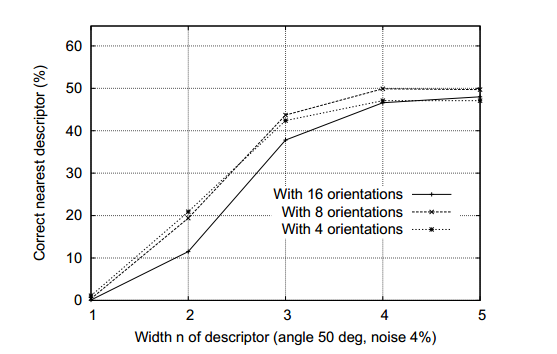 60
50
40
30
20
10
0
Correct nearest descriptor (%)
With 16 orientations
With 8 orientations
With 4 orientations
1 2 3 4 5
Width n of descriptor (angle 50 deg, noise 4%)